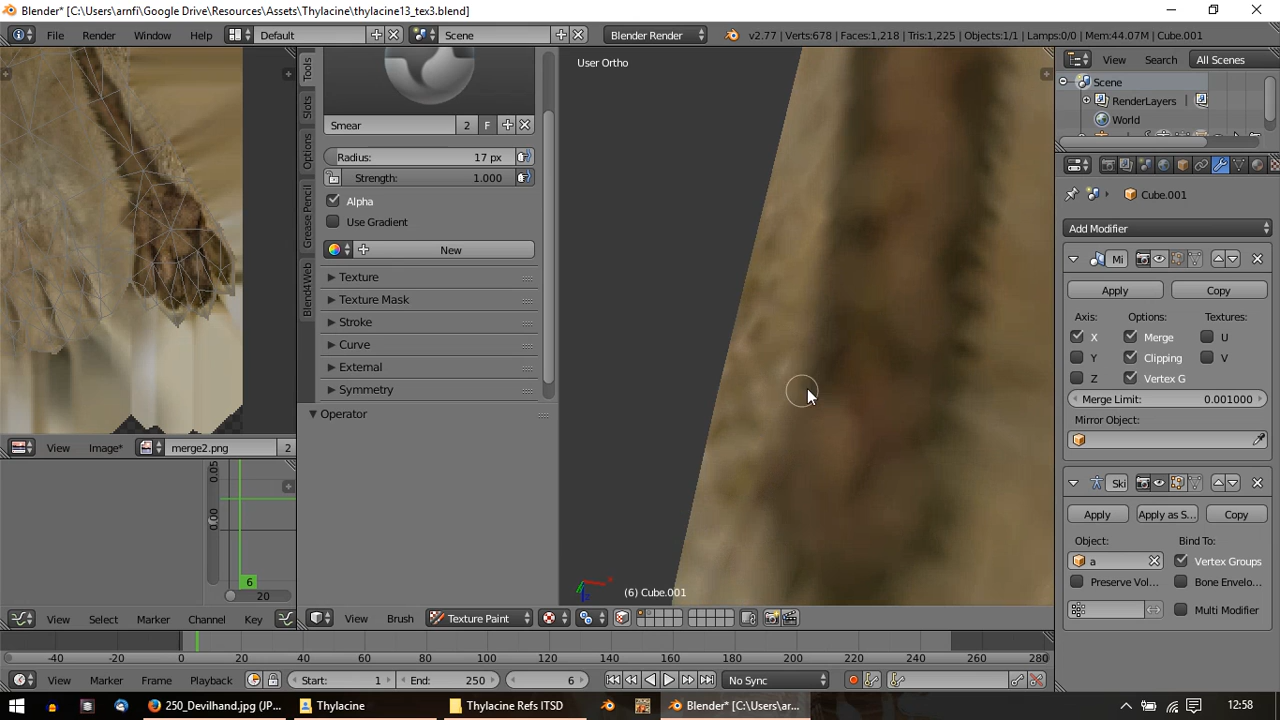 Blender* [C:\Users\arnfi\Google Drive\Resources\Assets\Thylacine\thylacine13_tex3.blend]
File Render Window Help Default Scene Blender Render v2.77 | Verts:678 | Faces:1,218 | Tris:1,225 | Objects:1/1 | Lamps:0/0 | Mem:44.07M | Cube.001
View Search All Scenes
Scene
RenderLayers
World
Tools
Slots
Options
Grease Pencil
Blend4Web
Smear 2 F
Radius: 17 px
Strength: 1.000
Alpha
Use Gradient
New
Texture
Texture Mask
Stroke
Curve
External
Symmetry
Operator
User Ortho
(6) Cube.001
Cube.001
Add Modifier
Mi
Apply Copy
Axis: Options: Textures:
X Merge U
Y Clipping V
Z Vertex G
Merge Limit: 0.001000
Mirror Object:
Ski
Apply Apply as S... Copy
Object: Bind To:
a Vertex Groups
Preserve Vol... Bone Envelo...
Multi Modifier
View Image* merge2.png 2
0.05
0.00
6
20
View Select Marker Channel Key
View Brush Texture Paint
-40 -20 0 20 40 60 80 100 120 140 160 180 200 220 240 260 280
View Marker Frame Playback Start: 1 End: 250 6 No Sync
250_Devilhand.jpg (JP... Thylacine Thylacine Refs ITSD Blender* [C:\Users\ar... 12:58